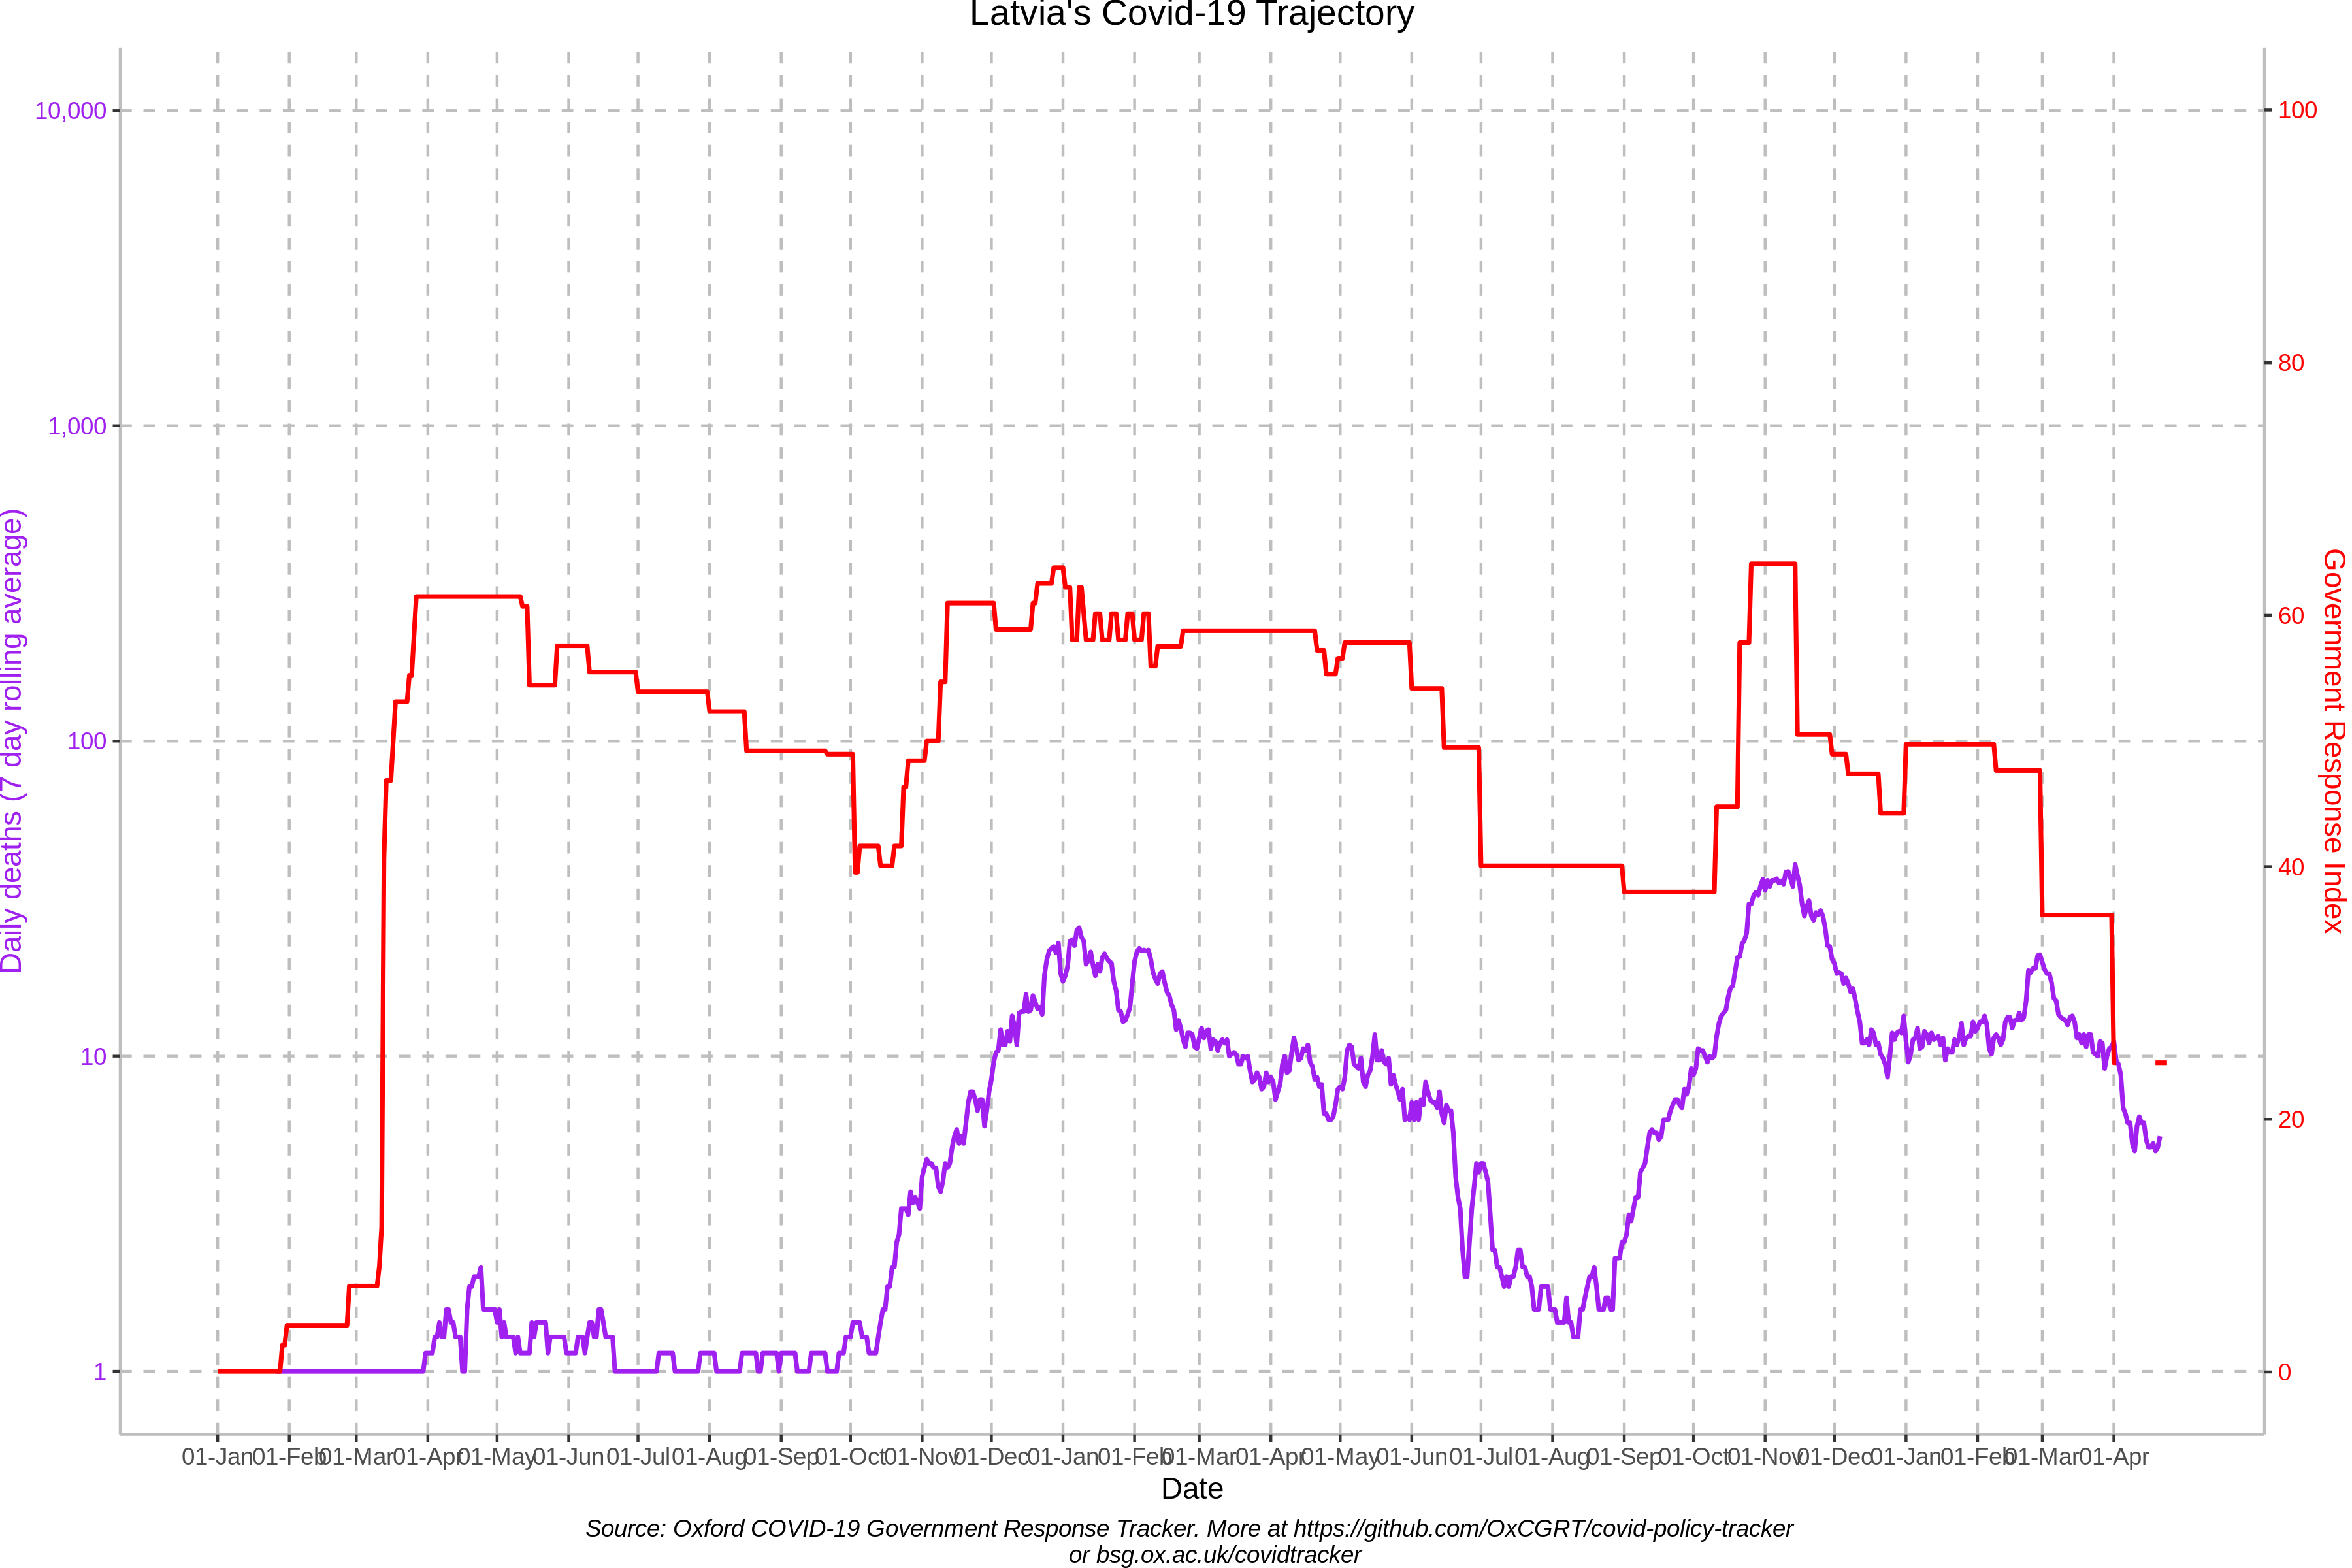 Latvia's Covid-19 Trajectory
10,000
1,000
100
10
1
Daily deaths (7 day rolling average)
100
80
60
40
20
0
Government Response Index
01-Jan 01-Feb 01-Mar 01-Apr 01-May 01-Jun 01-Jul 01-Aug 01-Sep 01-Oct 01-Nov 01-Dec 01-Jan 01-Feb 01-Mar 01-Apr 01-May 01-Jun 01-Jul 01-Aug 01-Sep 01-Oct 01-Nov 01-Dec 01-Jan 01-Feb 01-Mar 01-Apr
Date
Source: Oxford COVID-19 Government Response Tracker. More at https://github.com/OxCGRT/covid-policy-tracker
or bsg.ox.ac.uk/covidtracker